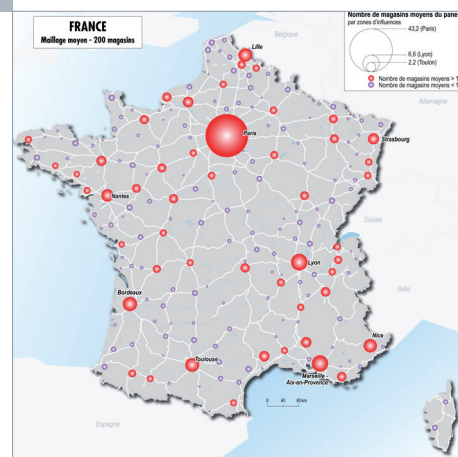 FRANCE
Maillage moyen - 200 magasins
Nombre de magasins moyens du pane
par zones d'influences
43,2 (Paris)
6,6 (Lyon)
2,2 (Toulon)
Nombre de magasins moyens > 1
Nombre de magasins moyens < 1
Belgique
Lille
Allemagne
Paris
Strasbourg
Nantes
Suisse
Lyon
Italie
Bordeaux
Nice
Toulouse
Marseille -
Aix-en-Provence
0 40 80 km
Espagne